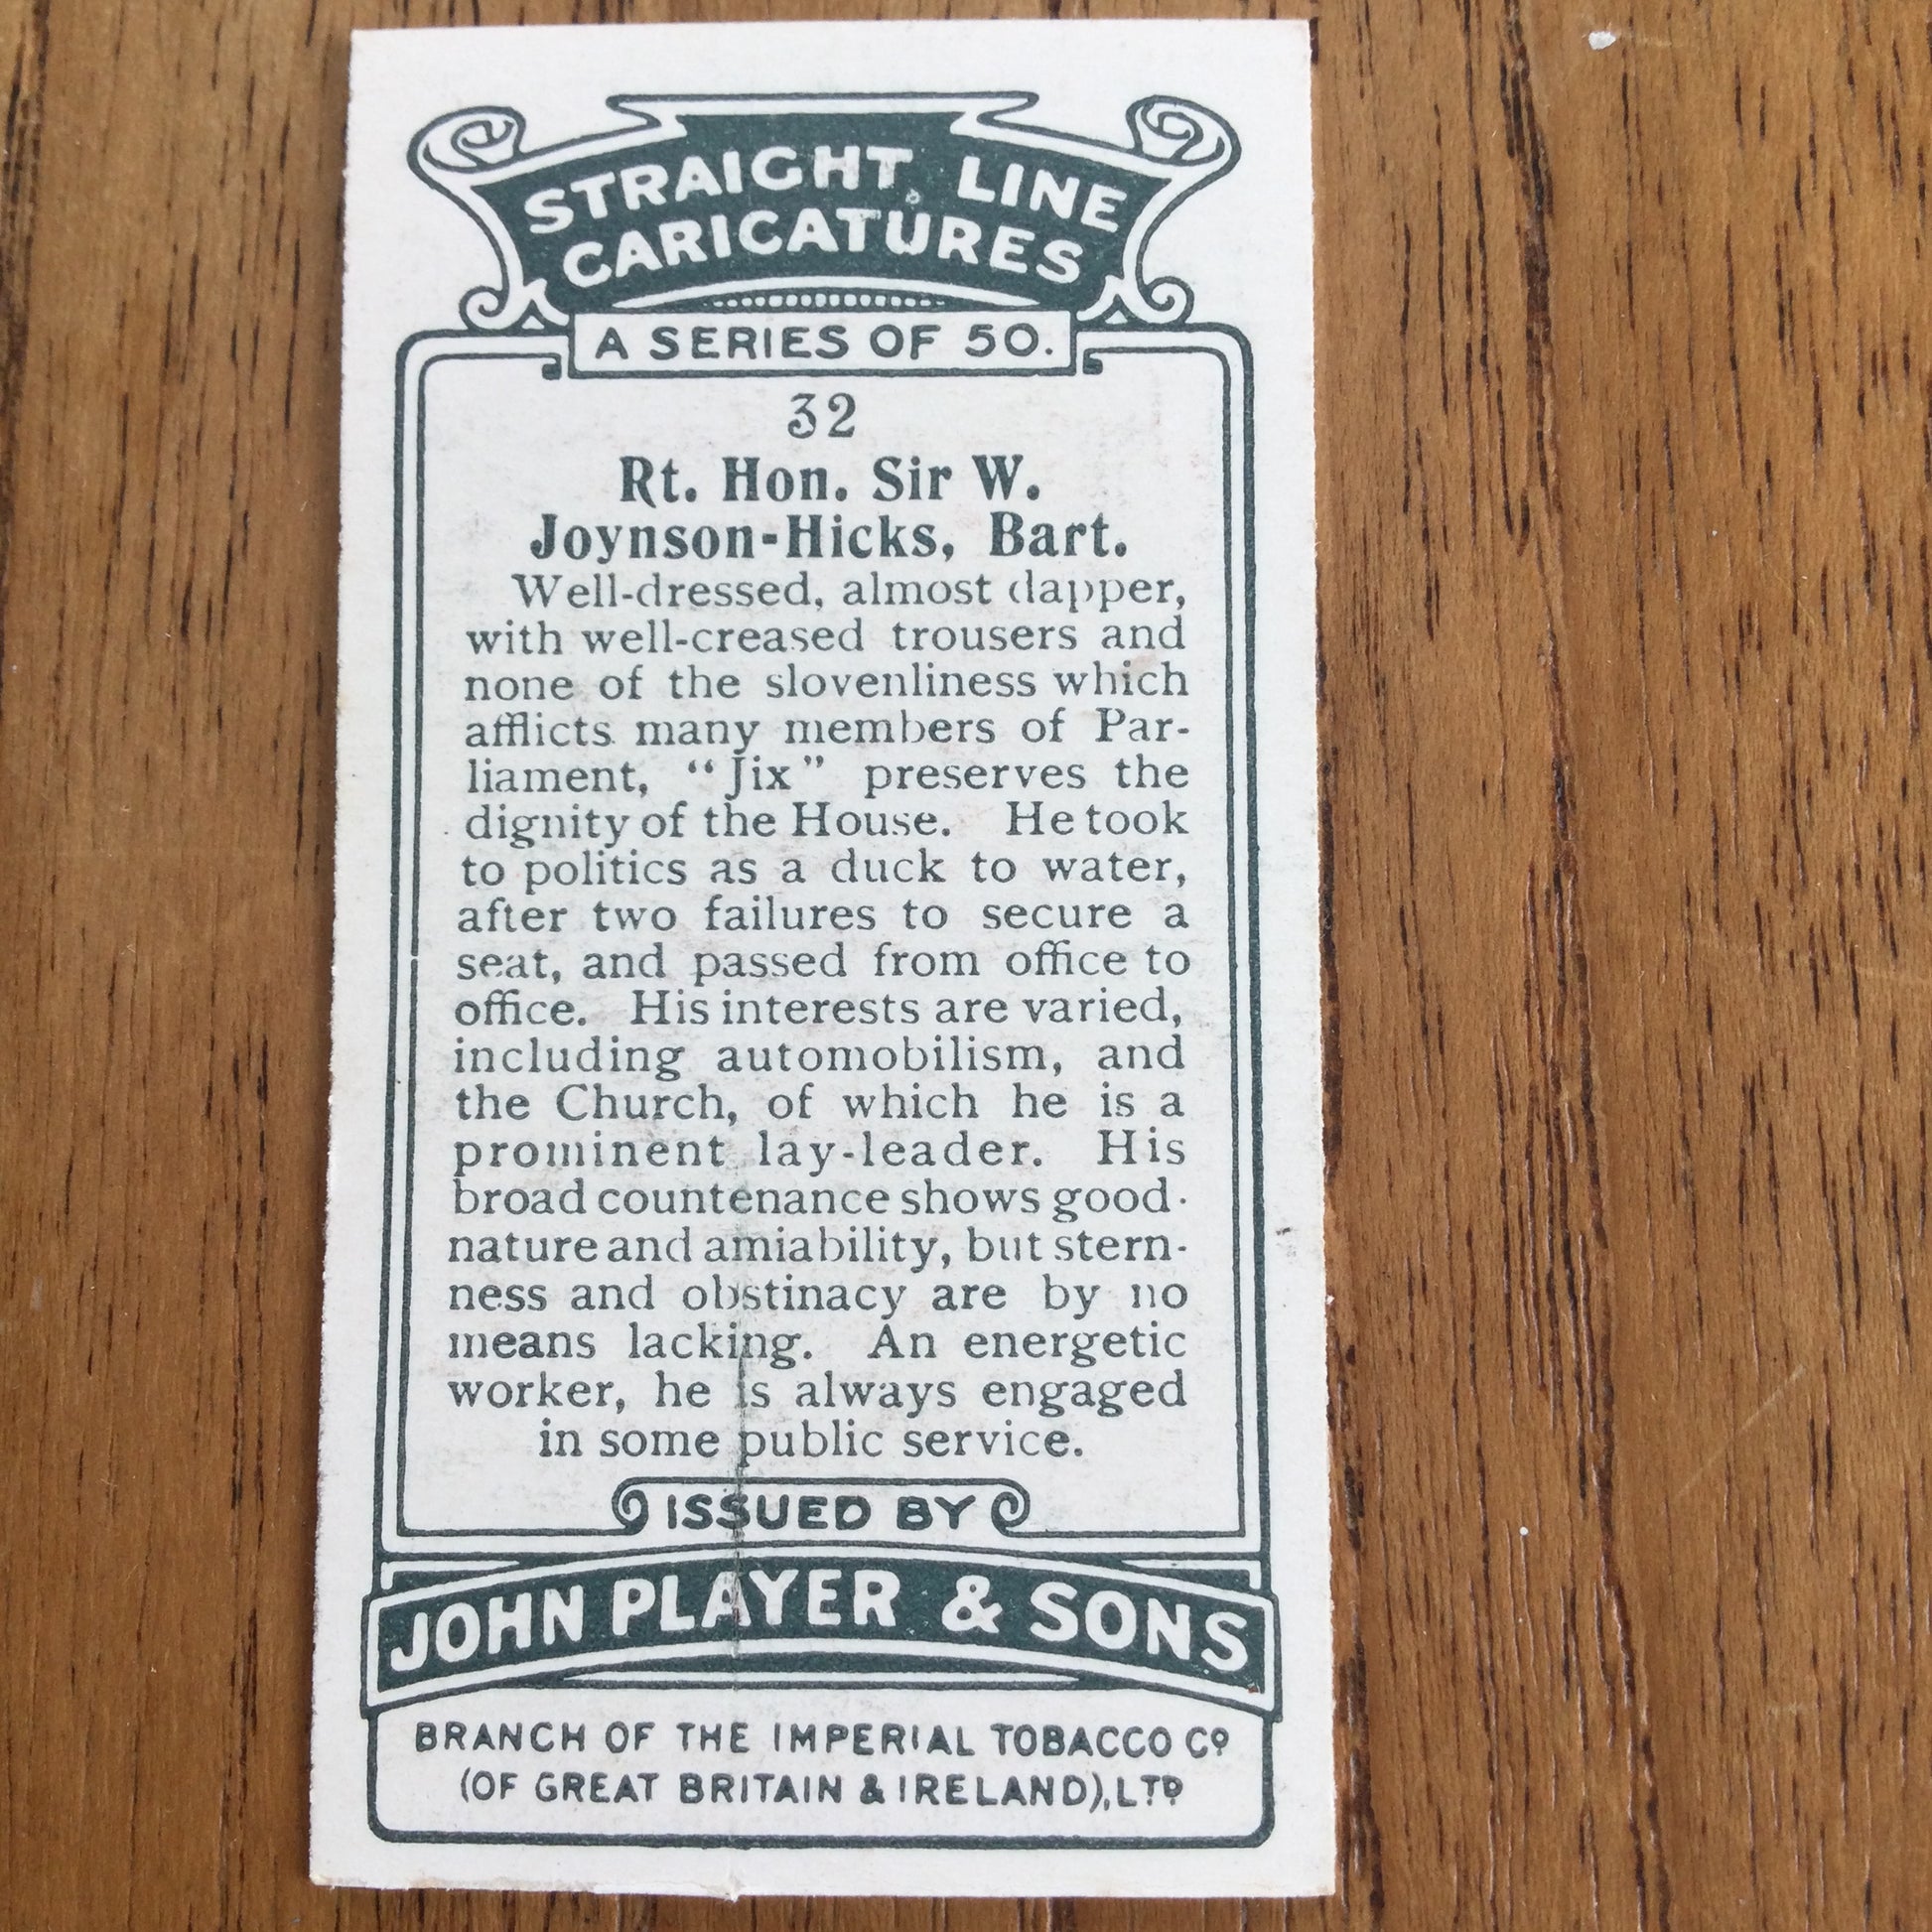 STRAIGHT LINE
CARICATURES
A SERIES OF 50.
32
Rt. Hon. Sir W.
Joynson-Hicks, Bart.
Well-dressed, almost dapper,
with well-creased trousers and
none of the slovenliness which
afflicts many members of Par-
liament, “Jix” preserves the
dignity of the House. He took
to politics as a duck to water,
after two failures to secure a
seat, and passed from office to
office. His interests are varied,
including automobilism, and
the Church, of which he is a
prominent lay-leader. His
broad countenance shows good-
nature and amiability, but stern-
ness and obstinacy are by no
means lacking. An energetic
worker, he is always engaged
in some public service.
ISSUED BY
JOHN PLAYER & SONS
BRANCH OF THE IMPERIAL TOBACCO Cº
(OF GREAT BRITAIN & IRELAND), LTD